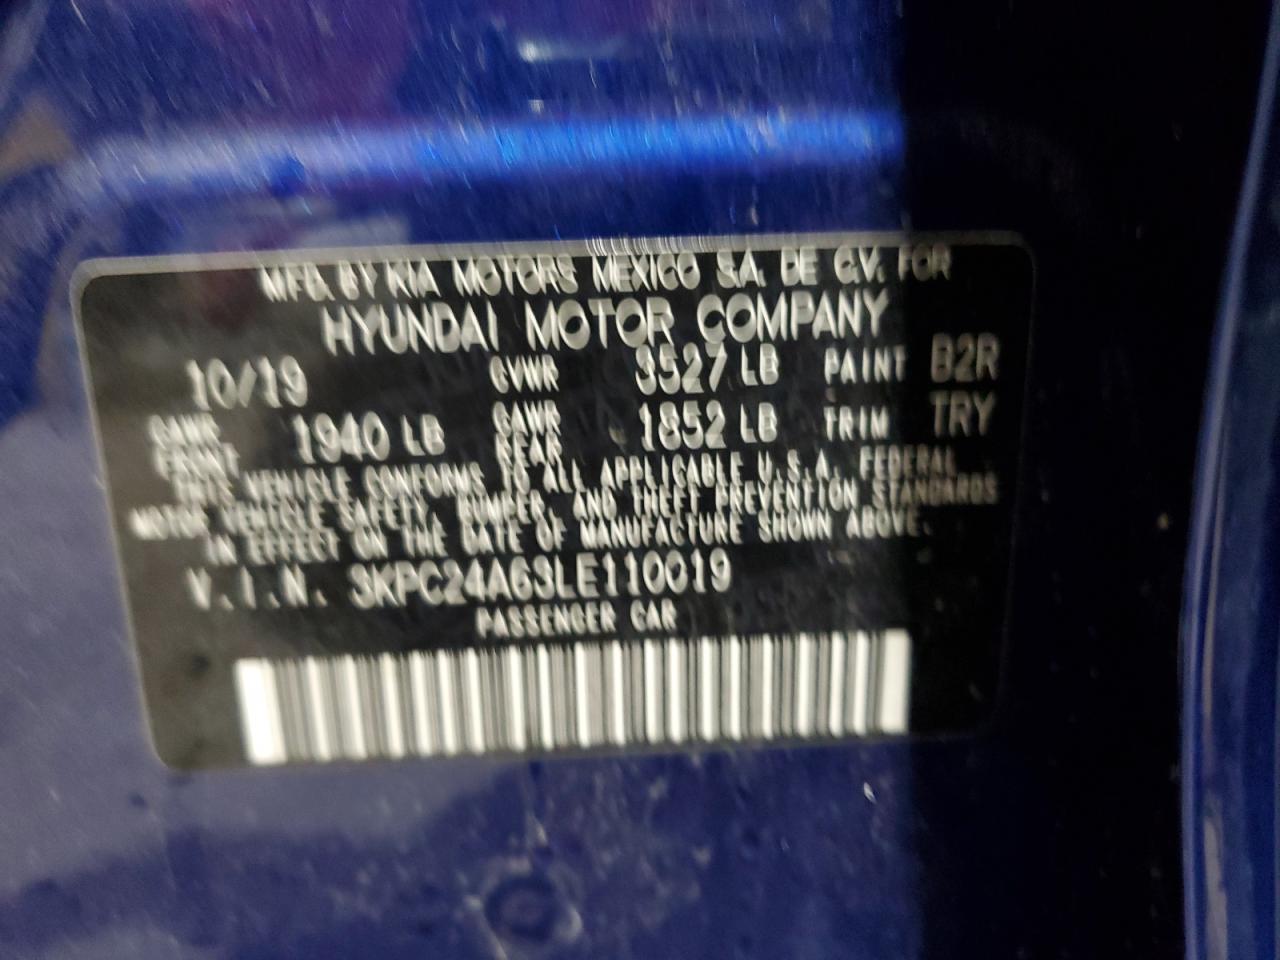 MFD. BY KIA MOTORS MEXICO S.A. DE C.V. FOR
HYUNDAI MOTOR COMPANY
10/19 GVWR 3527 LB PAINT B2R
GAWR FRONT 1940 LB GAWR REAR 1852 LB TRIM TRY
THIS VEHICLE CONFORMS TO ALL APPLICABLE U.S.A. FEDERAL
MOTOR VEHICLE SAFETY, BUMPER, AND THEFT PREVENTION STANDARDS
IN EFFECT ON THE DATE OF MANUFACTURE SHOWN ABOVE.
V.I.N. 3KPC24A63LE110019
PASSENGER CAR